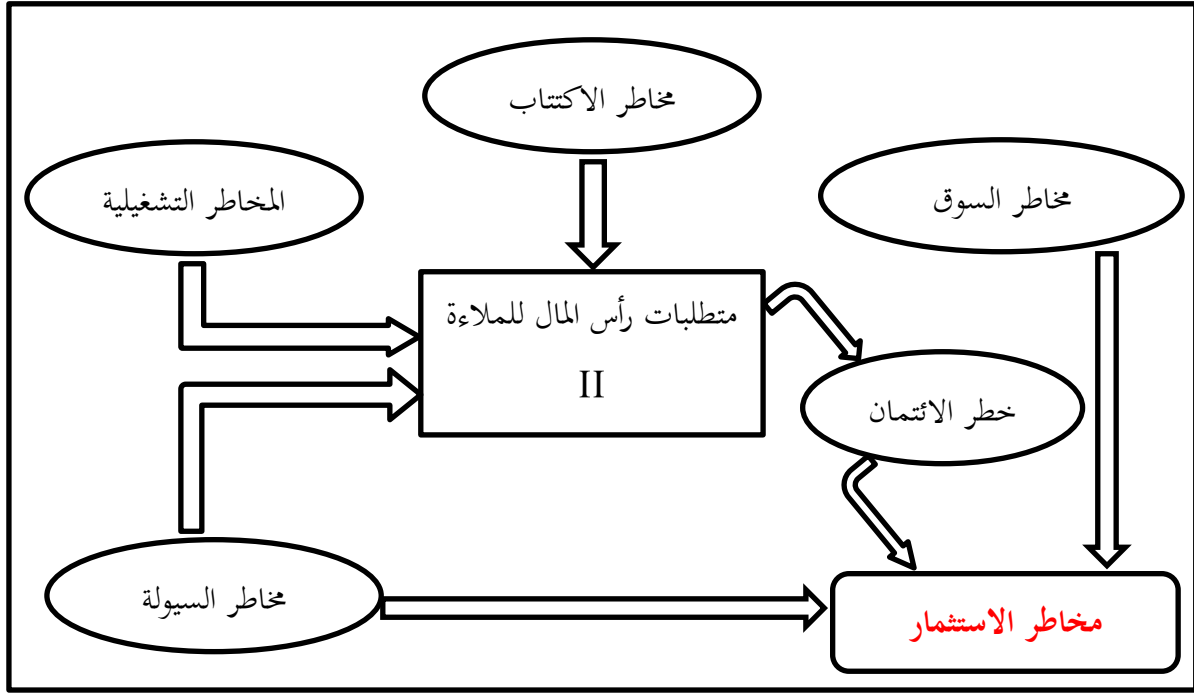 مخاطر الاكتتاب
مخاطر السوق
المخاطر التشغيلية
متطلبات رأس المال للملاءة
II
خطر الائتمان
مخاطر السيولة
مخاطر الاستثمار